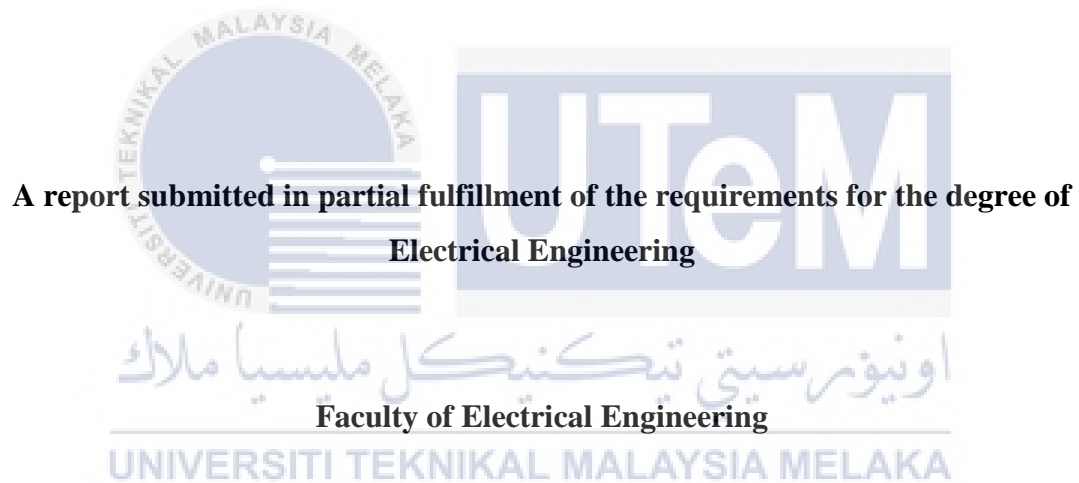 UNIVERSITI TEKNIKAL MALAYSIA MELAKA
UTeM
A report submitted in partial fulfillment of the requirements for the degree of
Electrical Engineering
اونيۏرسيتي تيكنيكل مليسيا ملاك
Faculty of Electrical Engineering
UNIVERSITI TEKNIKAL MALAYSIA MELAKA